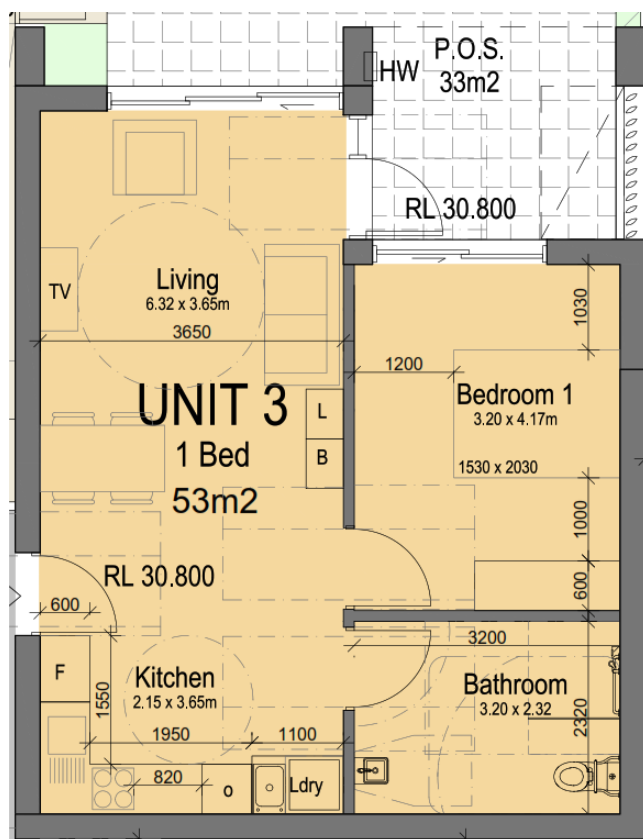 P.O.S.
33m2
HW
RL 30.800
TV
Living
6.32 x 3.65m
3650
1030
1200
UNIT 3
1 Bed
53m2
L
B
Bedroom 1
3.20 x 4.17m
1530 x 2030
1000
600
RL 30.800
600
3200
F
Kitchen
2.15 x 3.65m
1550
1950
1100
820
o
Ldry
Bathroom
3.20 x 2.32
2320